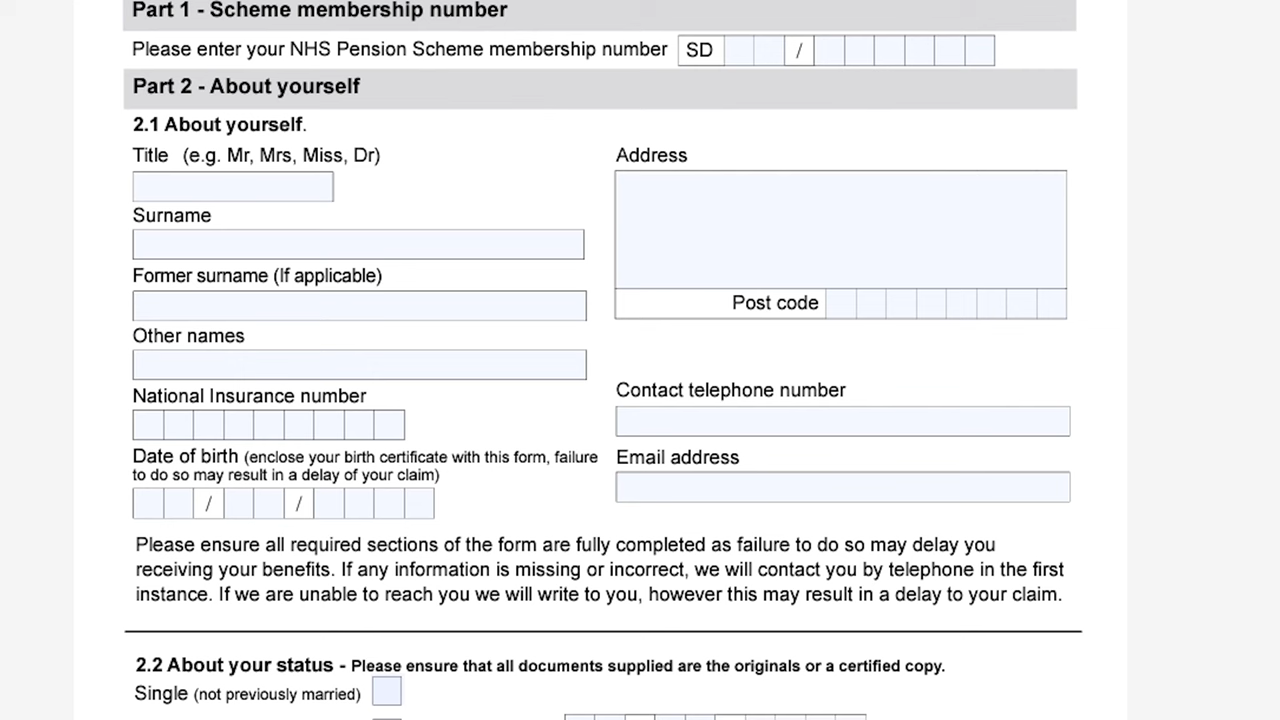 Part 1 - Scheme membership number
Please enter your NHS Pension Scheme membership number SD /
Part 2 - About yourself
2.1 About yourself.
Title (e.g. Mr, Mrs, Miss, Dr)
Surname
Former surname (If applicable)
Other names
National Insurance number
Date of birth (enclose your birth certificate with this form, failure
to do so may result in a delay of your claim)
/ /
Address
Post code
Contact telephone number
Email address
Please ensure all required sections of the form are fully completed as failure to do so may delay you
receiving your benefits. If any information is missing or incorrect, we will contact you by telephone in the first
instance. If we are unable to reach you we will write to you, however this may result in a delay to your claim.
2.2 About your status - Please ensure that all documents supplied are the originals or a certified copy.
Single (not previously married)